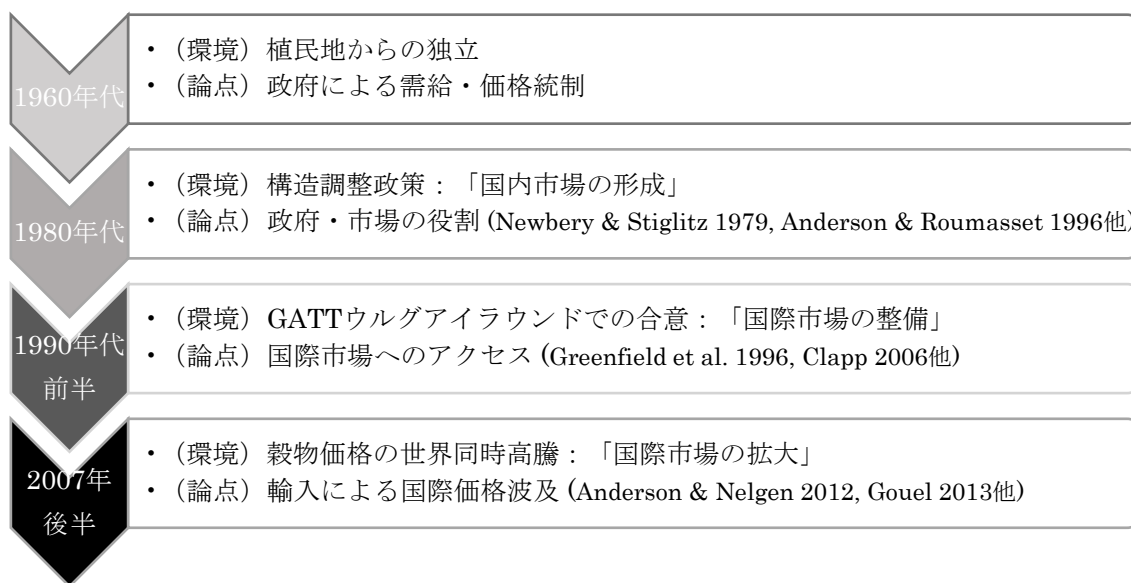 1960年代
・（環境）植民地からの独立
・（論点）政府による需給・価格統制
1980年代
・（環境）構造調整政策：「国内市場の形成」
・（論点）政府・市場の役割 (Newbery & Stiglitz 1979, Anderson & Roumasset 1996他)
1990年代
前半
・（環境）GATTウルグアイラウンドでの合意：「国際市場の整備」
・（論点）国際市場へのアクセス (Greenfield et al. 1996, Clapp 2006他)
2007年
後半
・（環境）穀物価格の世界同時高騰：「国際市場の拡大」
・（論点）輸入による国際価格波及 (Anderson & Nelgen 2012, Gouel 2013他)